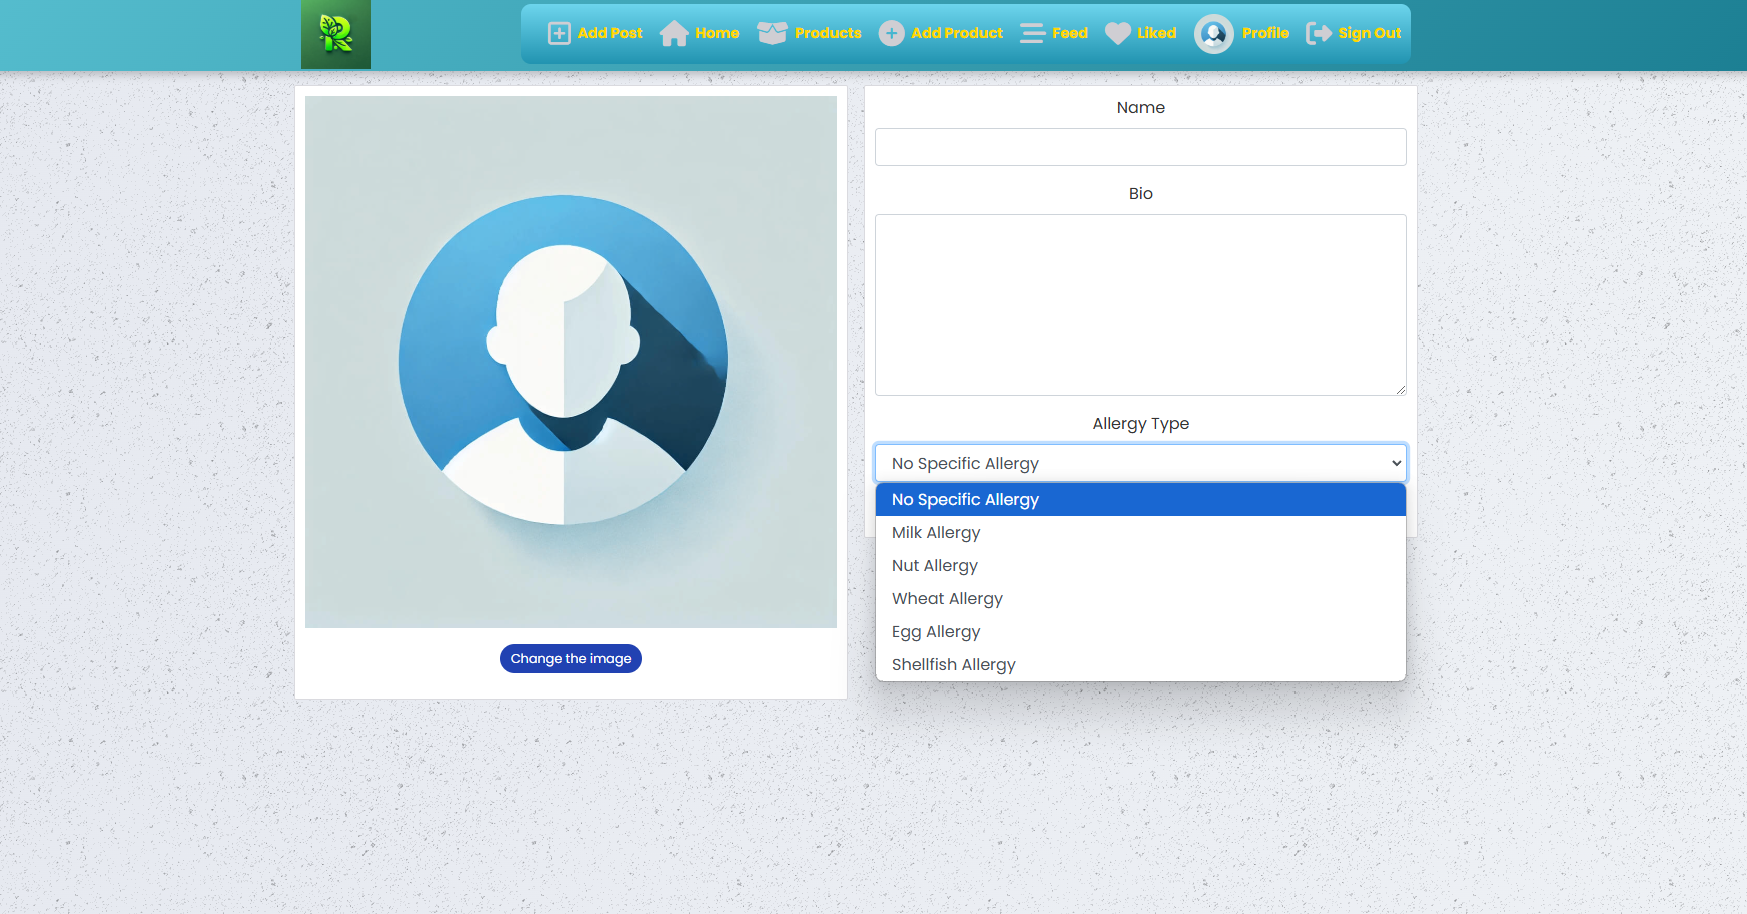 Add Post Home Products Add Product Feed Liked Profile Sign Out
Name
Bio
Allergy Type
No Specific Allergy
No Specific Allergy
Milk Allergy
Nut Allergy
Wheat Allergy
Egg Allergy
Shellfish Allergy
Change the image